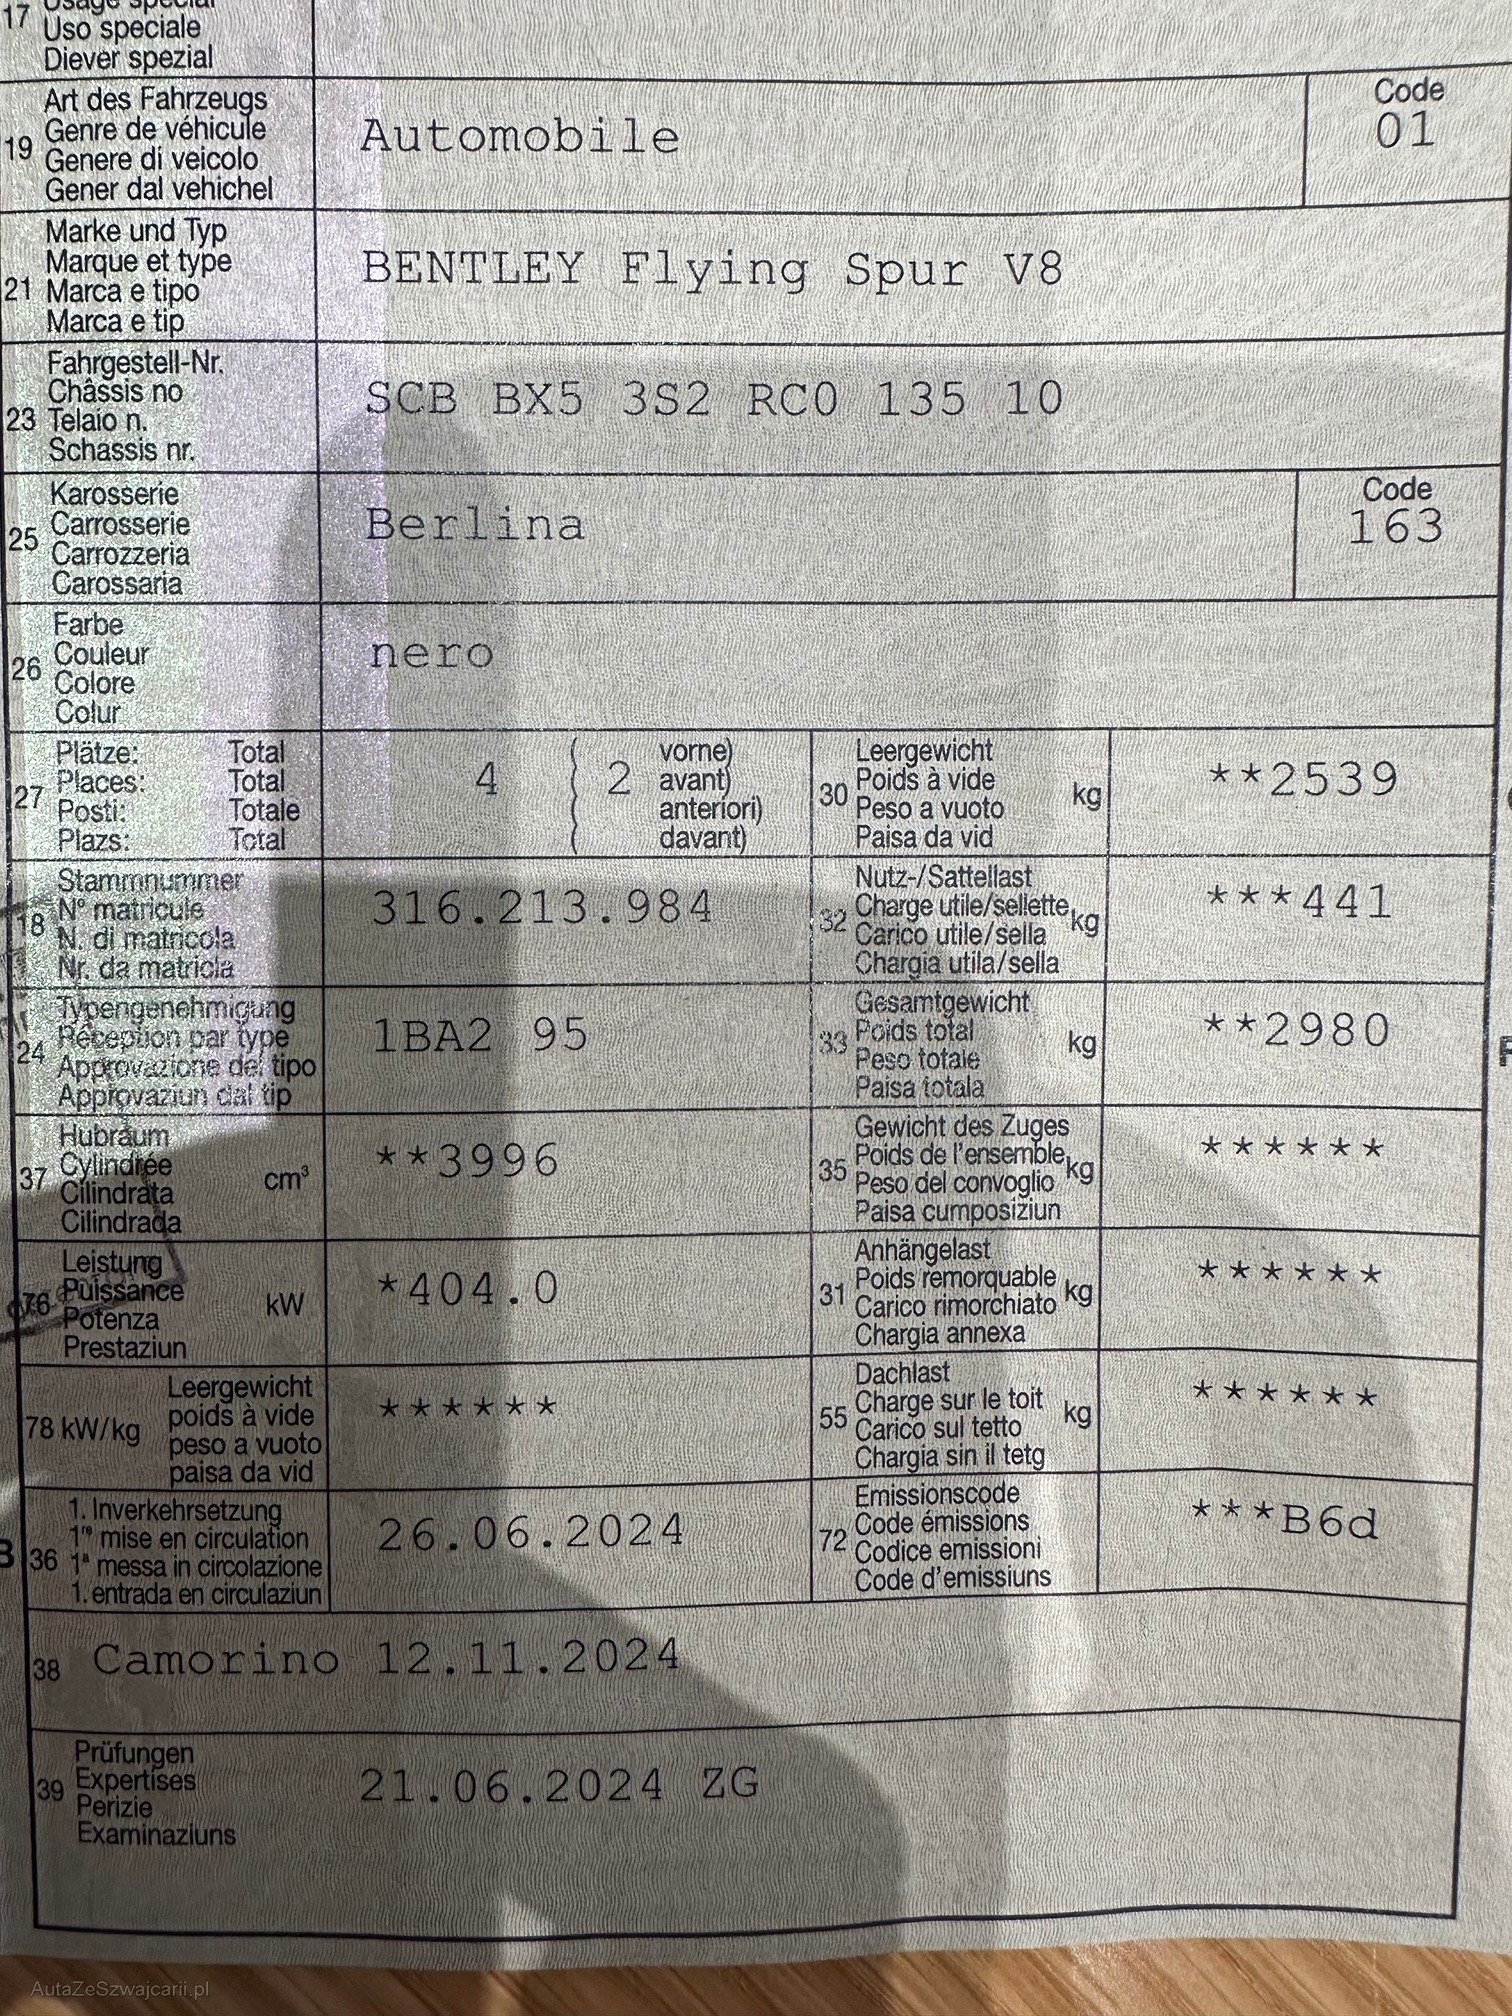 17 Usage spécial
Uso speciale
Diever spezial
19 Art des Fahrzeugs
Genre de véhicule
Genere di veicolo
Gener dal vehichel
Automobile
Code
01
21 Marke und Typ
Marque et type
Marca e tipo
Marca e tip
BENTLEY Flying Spur V8
23 Fahrgestell-Nr.
Châssis no
Telaio n.
Schassis nr.
SCB BX5 3S2 RC0 135 10
25 Karosserie
Carrosserie
Carrozzeria
Carossaria
Berlina
Code
163
26 Farbe
Couleur
Colore
Colur
nero
27 Plätze: Total
Places: Total
Posti: Totale
Plazs: Total
4 ( 2 vorne)
avant)
anteriori)
davant)
30 Leergewicht
Poids à vide
Peso a vuoto
Paisa da vid
kg
**2539
18 Stammnummer
N° matricule
N. di matricola
Nr. da matricla
316.213.984
32 Nutz-/Sattellast
Charge utile/sellette
Carico utile/sella
Chargia utila/sella
kg
***441
24 Typengenehmigung
Réception par type
Approvazione del tipo
Approvaziun dal tip
1BA2 95
33 Gesamtgewicht
Poids total
Peso totale
Paisa totala
kg
**2980
37 Hubraum
Cylindrée
Cilindrata
Cilindrada
cm³
**3996
35 Gewicht des Zuges
Poids de l'ensemble
Peso del convoglio
Paisa cumposiziun
kg
******
76 Leistung
Puissance
Potenza
Prestaziun
kW
*404.0
31 Anhängelast
Poids remorquable
Carico rimorchiato
Chargia annexa
kg
******
78 kW/kg Leergewicht
poids à vide
peso a vuoto
paisa da vid
******
55 Dachlast
Charge sur le toit
Carico sul tetto
Chargia sin il tetg
kg
******
36 1. Inverkehrsetzung
1re mise en circulation
1a messa in circolazione
1. entrada en circulaziun
26.06.2024
72 Emissionscode
Code émissions
Codice emissioni
Code d'emissiuns
***B6d
B
38 Camorino 12.11.2024
39 Prüfungen
Expertises
Perizie
Examinaziuns
21.06.2024 ZG
AutaZeSzwajcarii.pl